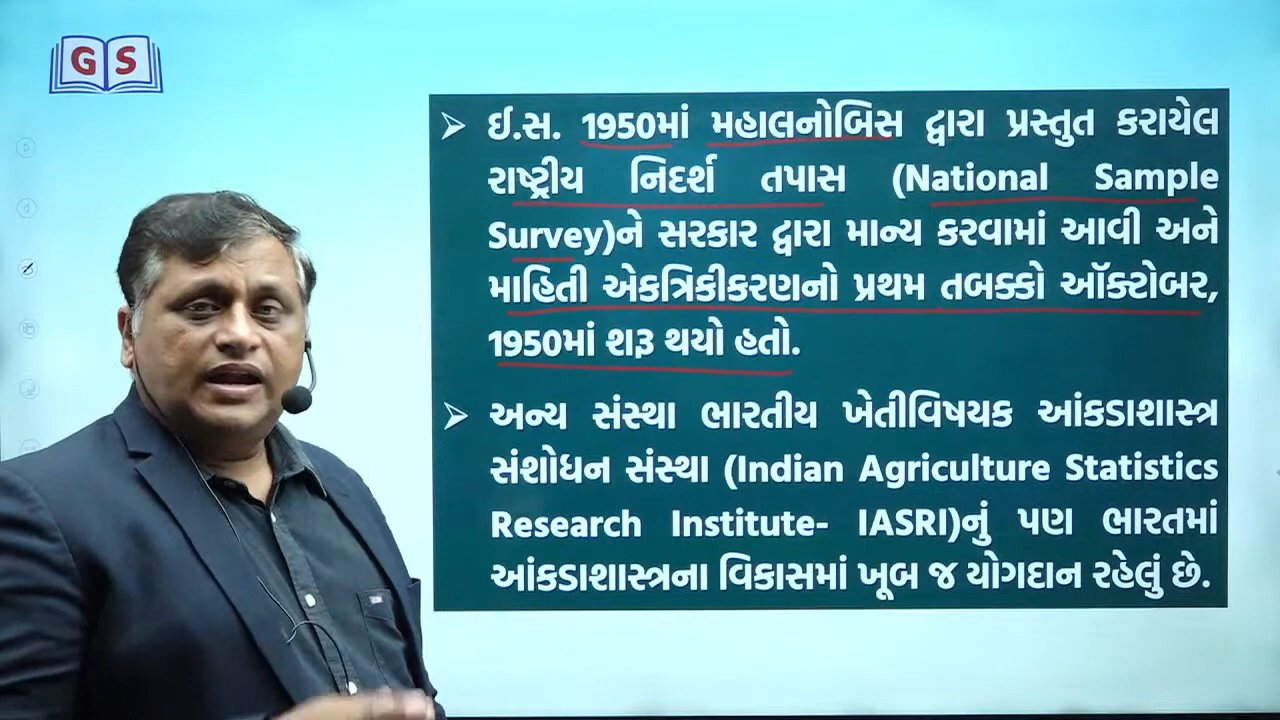 GS
ઈ.સ. 1950માં મહાલનોબિસ દ્વારા પ્રસ્તુત કરાયેલ
રાષ્ટ્રીય નિદર્શ તપાસ (National Sample
Survey)ને સરકાર દ્વારા માન્ય કરવામાં આવી અને
માહિતી એકત્રિકીકરણનો પ્રથમ તબક્કો ઑક્ટોબર,
1950માં શરૂ થયો હતો.
અન્ય સંસ્થા ભારતીય ખેતીવિષયક આંકડાશાસ્ત્ર
સંશોધન સંસ્થા (Indian Agriculture Statistics
Research Institute- IASRI)નું પણ ભારતમાં
આંકડાશાસ્ત્રના વિકાસમાં ખૂબ જ યોગદાન રહેલું છે.